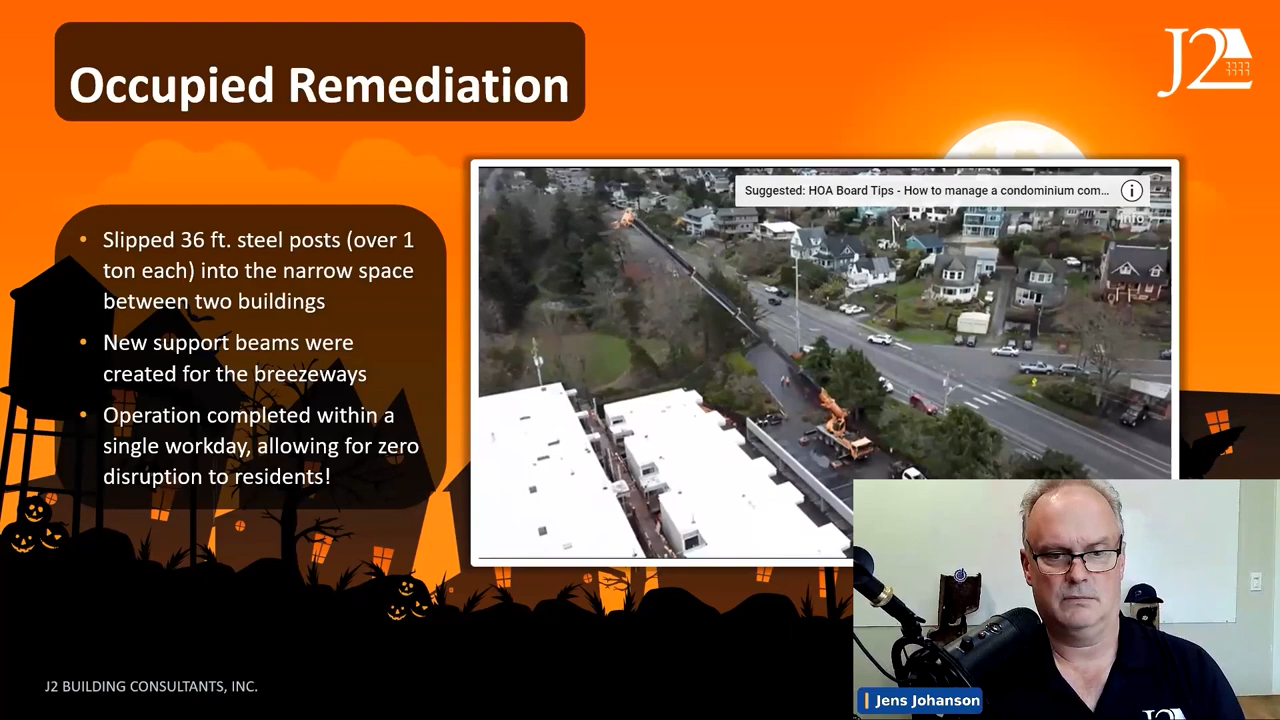 Occupied Remediation
J2
Suggested: HOA Board Tips - How to manage a condominium com...
i
Info
• Slipped 36 ft. steel posts (over 1
ton each) into the narrow space
between two buildings
• New support beams were
created for the breezeways
• Operation completed within a
single workday, allowing for zero
disruption to residents!
J2 BUILDING CONSULTANTS, INC.
Jens Johanson
J2